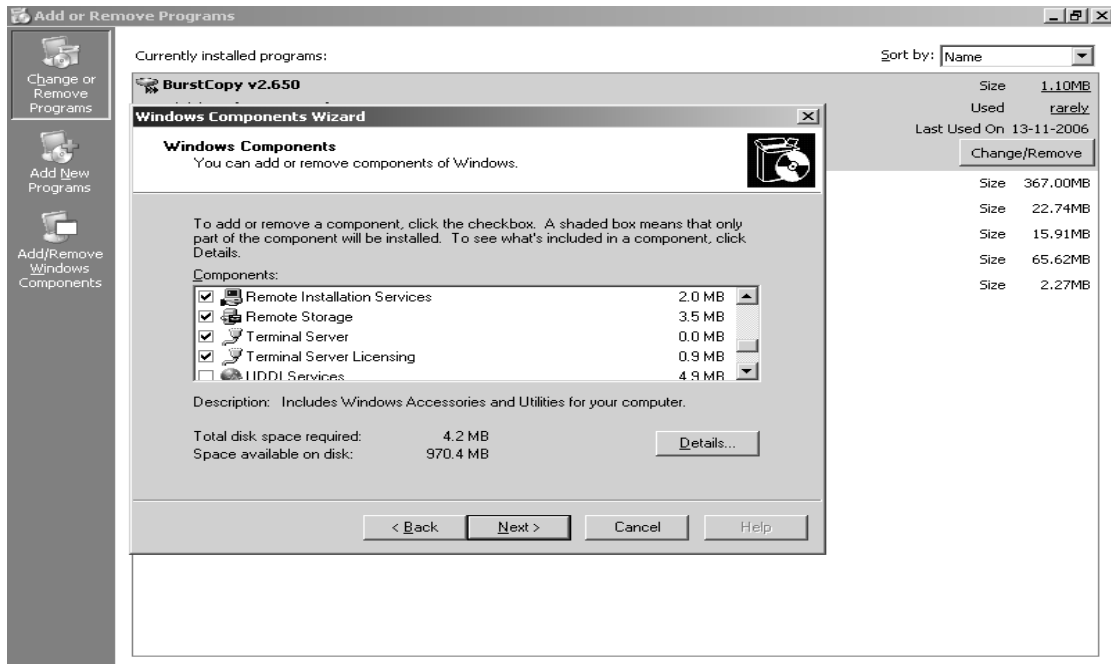 Add or Remove Programs
Change or
Remove
Programs
Add New
Programs
Add/Remove
Windows
Components
Currently installed programs:
Sort by: Name
BurstCopy v2.650
Size 1.10MB
Used rarely
Last Used On 13-11-2006
Change/Remove
Size 367.00MB
Size 22.74MB
Size 15.91MB
Size 65.62MB
Size 2.27MB
Windows Components Wizard
Windows Components
You can add or remove components of Windows.
To add or remove a component, click the checkbox. A shaded box means that only
part of the component will be installed. To see what's included in a component, click
Details.
Components:
Remote Installation Services 2.0 MB
Remote Storage 3.5 MB
Terminal Server 0.0 MB
Terminal Server Licensing 0.9 MB
UDDI Services 4.9 MB
Description: Includes Windows Accessories and Utilities for your computer.
Total disk space required: 4.2 MB
Space available on disk: 970.4 MB
Details...
< Back Next > Cancel Help